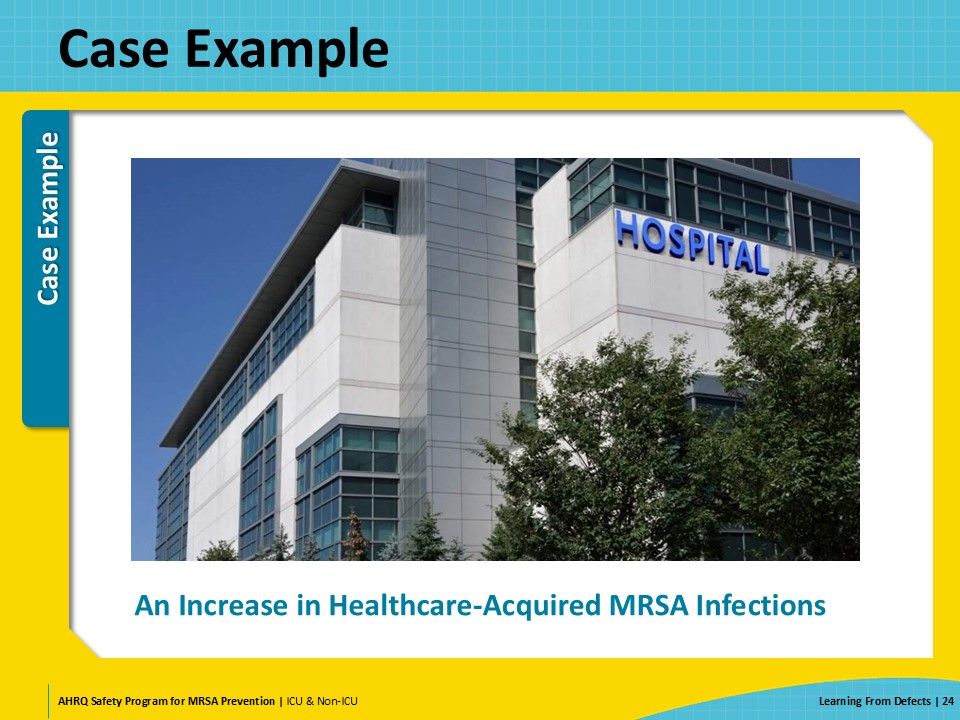 Case Example
Case Example
HOSPITAL
An Increase in Healthcare-Acquired MRSA Infections
AHRQ Safety Program for MRSA Prevention | ICU & Non-ICU
Learning From Defects | 24